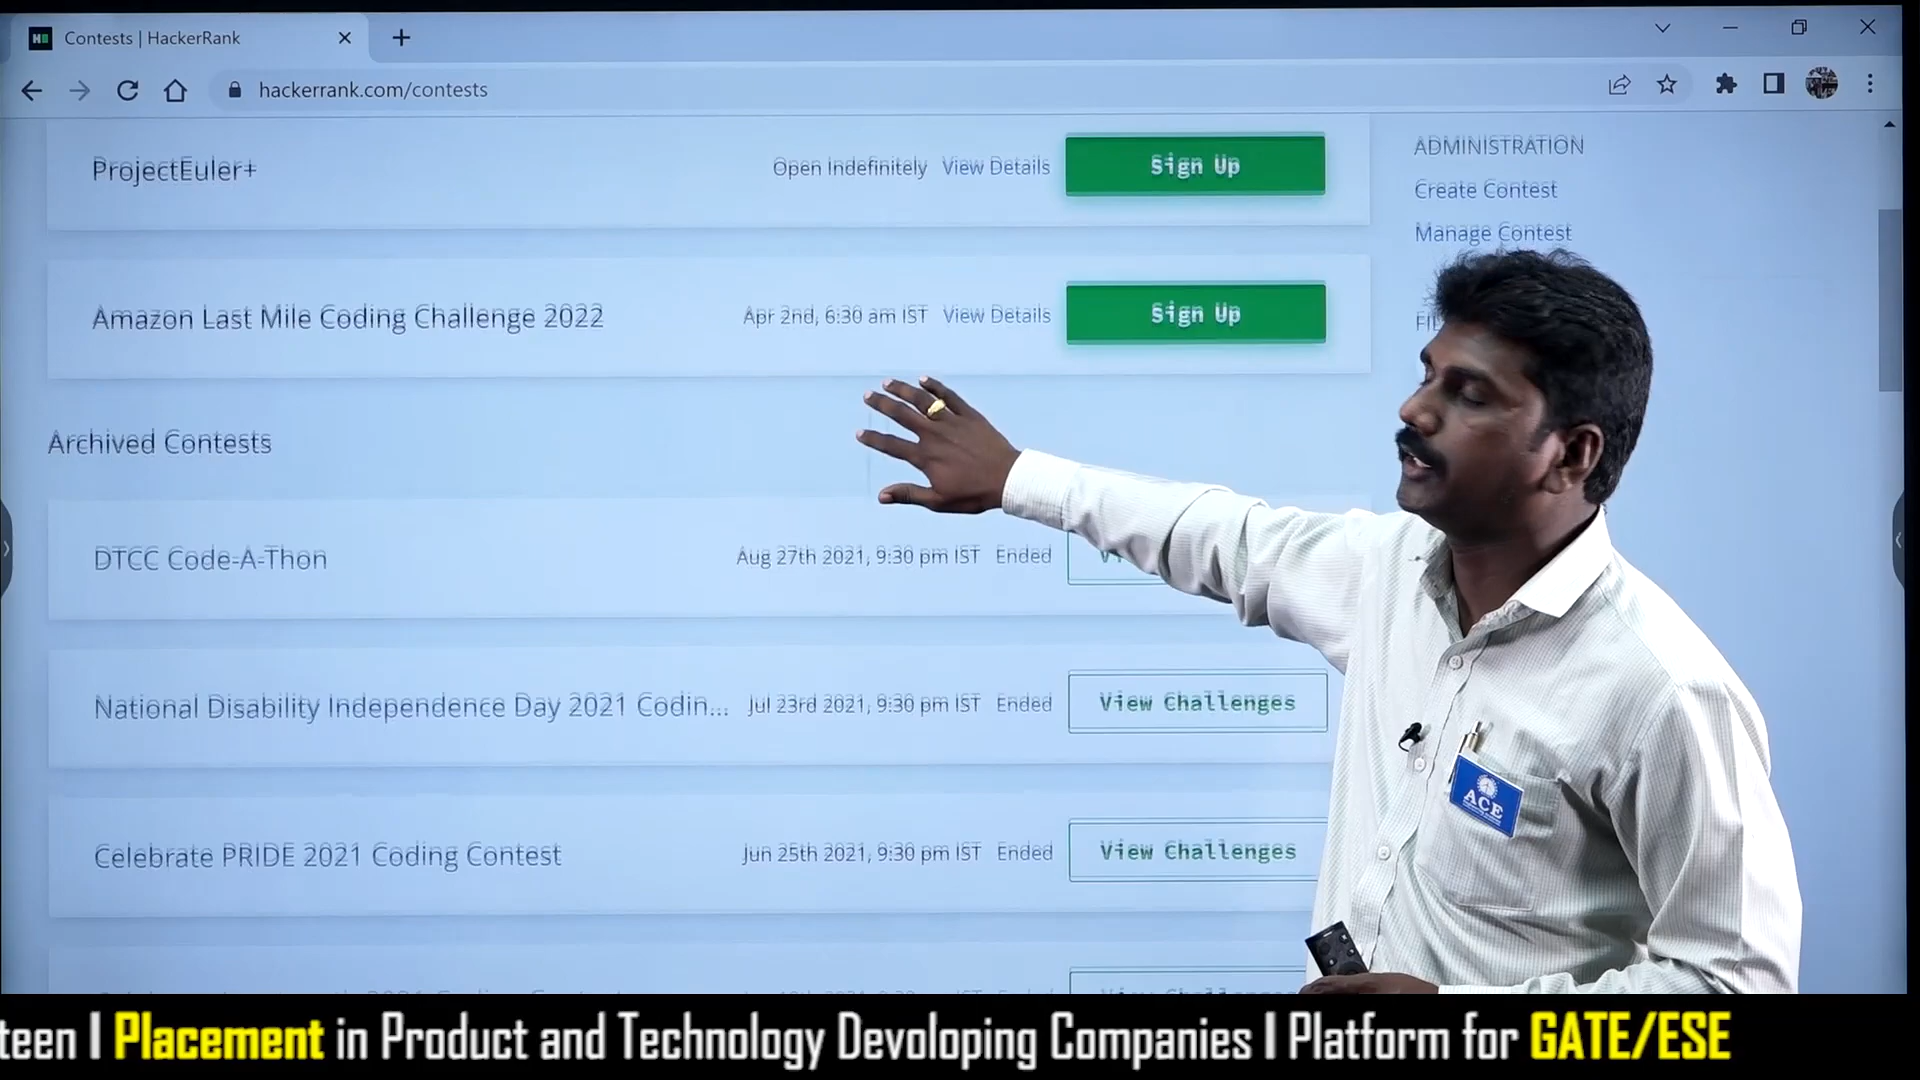 Contests | HackerRank
hackerrank.com/contests
ProjectEuler+ Open Indefinitely View Details Sign Up
Amazon Last Mile Coding Challenge 2022 Apr 2nd, 6:30 am IST View Details Sign Up
Archived Contests
DTCC Code-A-Thon Aug 27th 2021, 9:30 pm IST Ended
National Disability Independence Day 2021 Codin... Jul 23rd 2021, 9:30 pm IST Ended View Challenges
Celebrate PRIDE 2021 Coding Contest Jun 25th 2021, 9:30 pm IST Ended View Challenges
ADMINISTRATION
Create Contest
Manage Contest
ACE
teen I Placement in Product and Technology Devoloping Companies I Platform for GATE/ESE